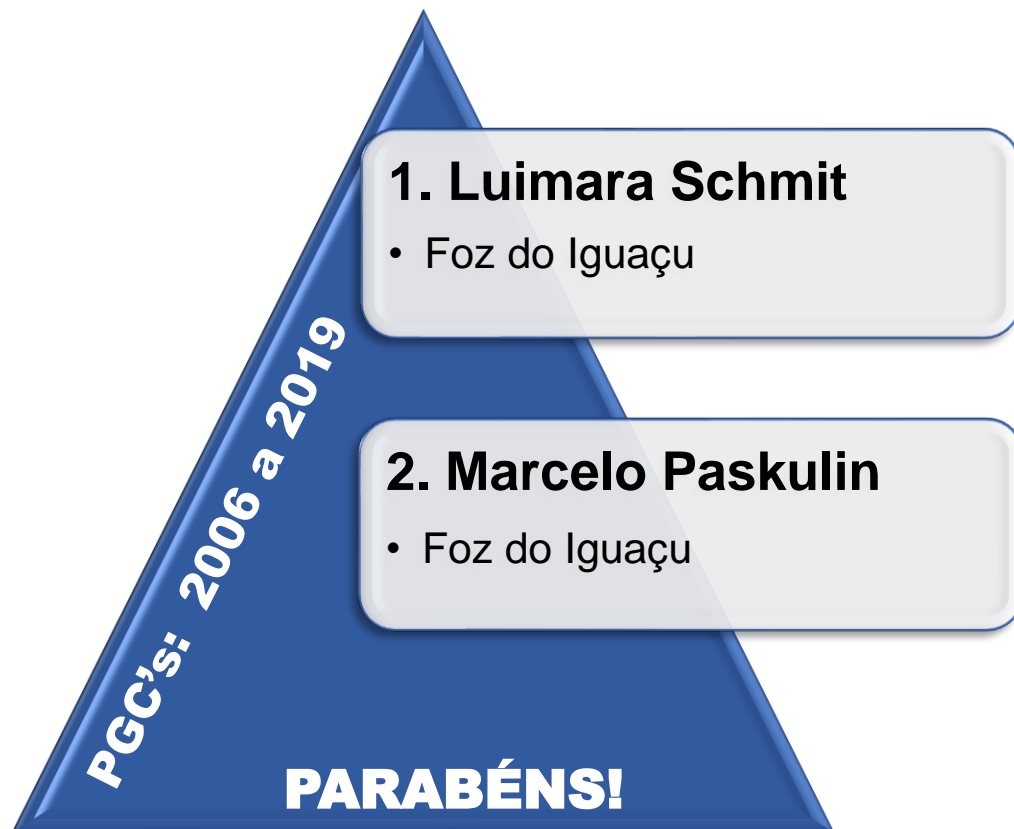 1. Luimara Schmit
• Foz do Iguaçu
2. Marcelo Paskulin
• Foz do Iguaçu
PGC's: 2006 a 2019
PARABÉNS!